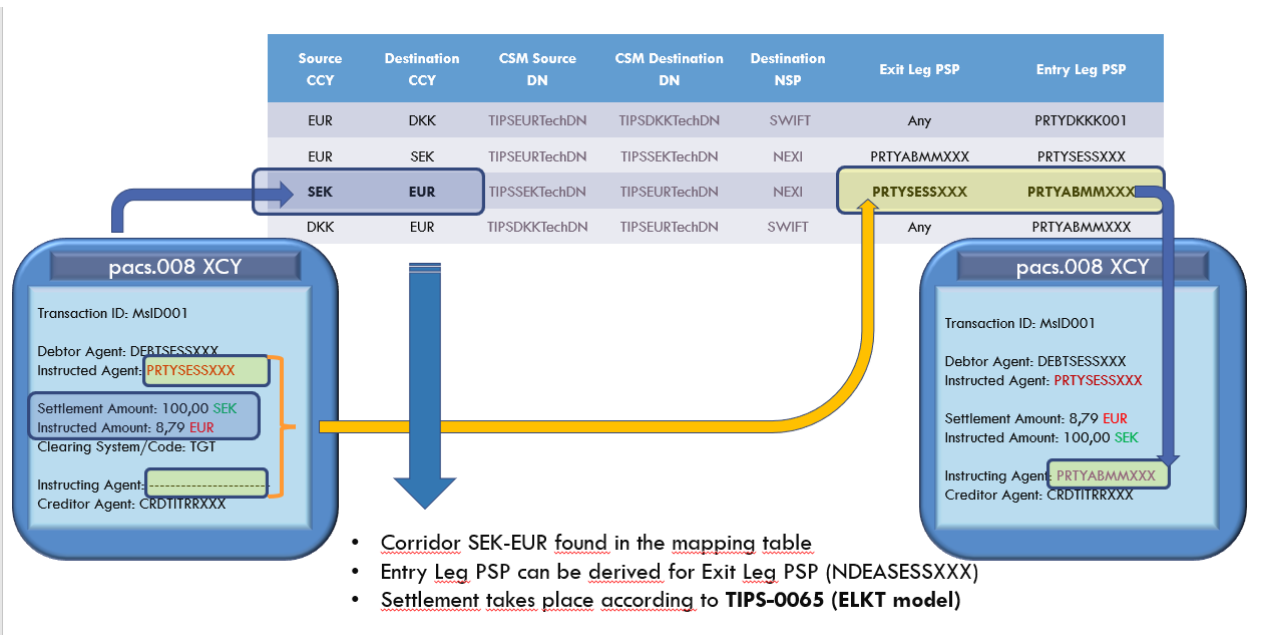 Source CCY Destination CCY CSM Source DN CSM Destination DN Destination NSP Exit Leg PSP Entry Leg PSP
EUR DKK TIPSEURTechDN TIPSDKKTechDN SWIFT Any PRTYDKKK001
EUR SEK TIPSEURTechDN TIPSSEKTechDN NEXI PRTYABMMXXX PRTYSESSXXX
SEK EUR TIPSSEKTechDN TIPSEURTechDN NEXI PRTYSESSXXX PRTYABMMXXX
DKK EUR TIPSDKKTechDN TIPSEURTechDN SWIFT Any PRTYABMMXXX
pacs.008 XCY
Transaction ID: MsID001
Debtor Agent: DEBTSESSXXX
Instructed Agent: PRTYSESSXXX
Settlement Amount: 100,00 SEK
Instructed Amount: 8,79 EUR
Clearing System/Code: TGT
Instructing Agent: -------------------------
Creditor Agent: CRDTITRRXXX
pacs.008 XCY
Transaction ID: MsID001
Debtor Agent: DEBTSESSXXX
Instructed Agent: PRTYSESSXXX
Settlement Amount: 8,79 EUR
Instructed Amount: 100,00 SEK
Instructing Agent: PRTYABMMXXX
Creditor Agent: CRDTITRRXXX
• Corridor SEK-EUR found in the mapping table
• Entry Leg PSP can be derived for Exit Leg PSP (NDEASESSXXX)
• Settlement takes place according to TIPS-0065 (ELKT model)